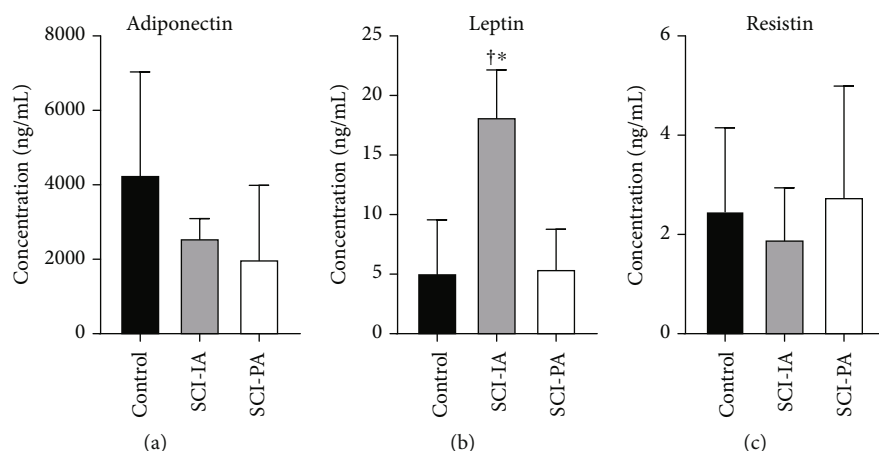 Adiponectin
Concentration (ng/mL)
8000
6000
4000
2000
0
Control
SCI-IA
SCI-PA
(a)
Leptin
Concentration (ng/mL)
25
20
15
10
5
0
†*
Control
SCI-IA
SCI-PA
(b)
Resistin
Concentration (ng/mL)
6
4
2
0
Control
SCI-IA
SCI-PA
(c)